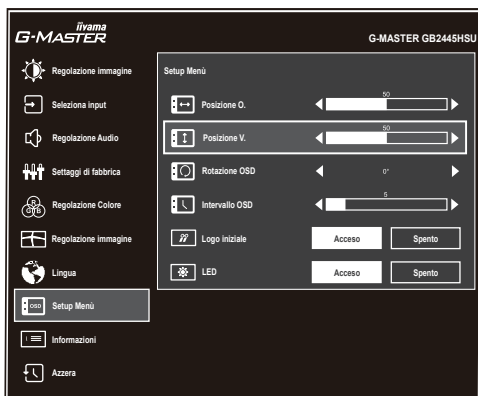 iiyama
G-MASTER
G-MASTER GB2445HSU
Regolazione immagine
Seleziona input
Regolazione Audio
Settaggi di fabbrica
R G B
Regolazione Colore
Regolazione immagine
Lingua
OSD
Setup Menù
Informazioni
Azzera
Setup Menù
Posizione O.
50
Posizione V.
50
Rotazione OSD
0°
Intervallo OSD
5
Logo iniziale
Acceso
Spento
LED
Acceso
Spento